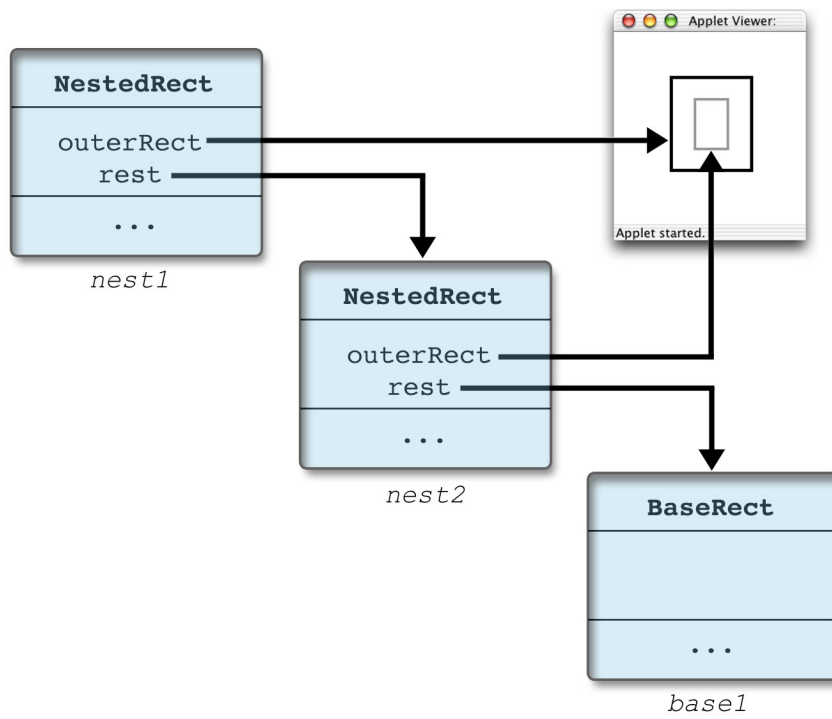 Applet Viewer:
NestedRect
outerRect
rest
...
nest1
Applet started.
NestedRect
outerRect
rest
...
nest2
BaseRect
...
base1